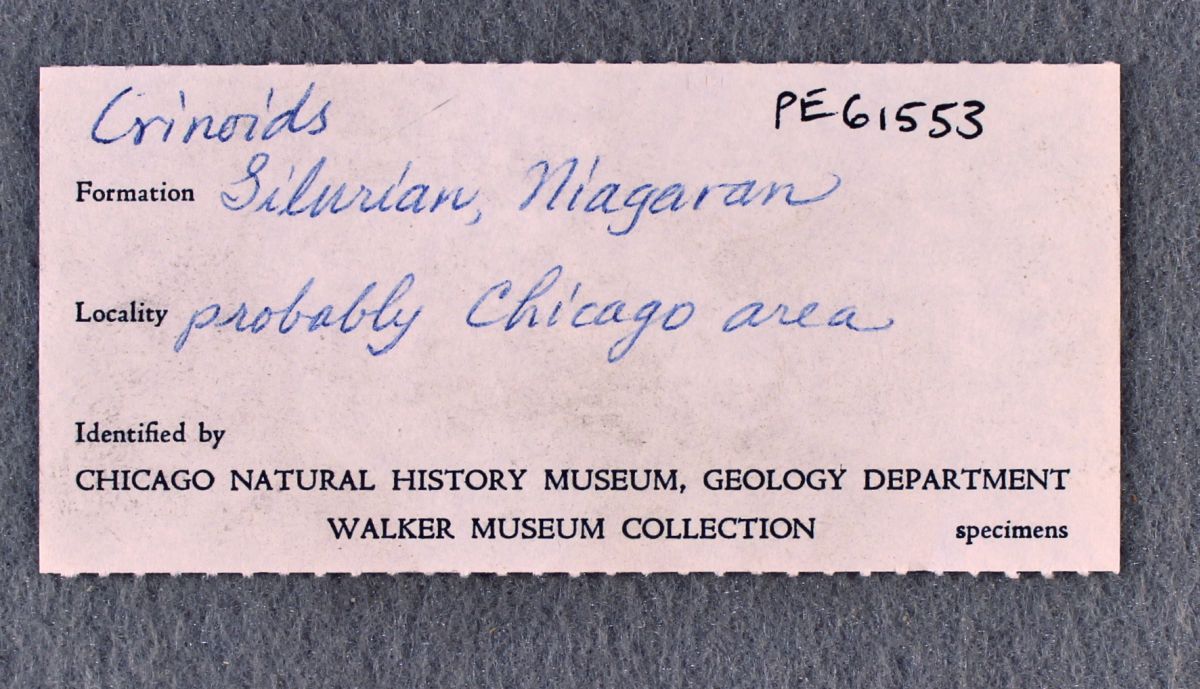 Crinoids PE61553
Formation Silurian, Niagaran
Locality probably Chicago area
Identified by
CHICAGO NATURAL HISTORY MUSEUM, GEOLOGY DEPARTMENT
WALKER MUSEUM COLLECTION specimens